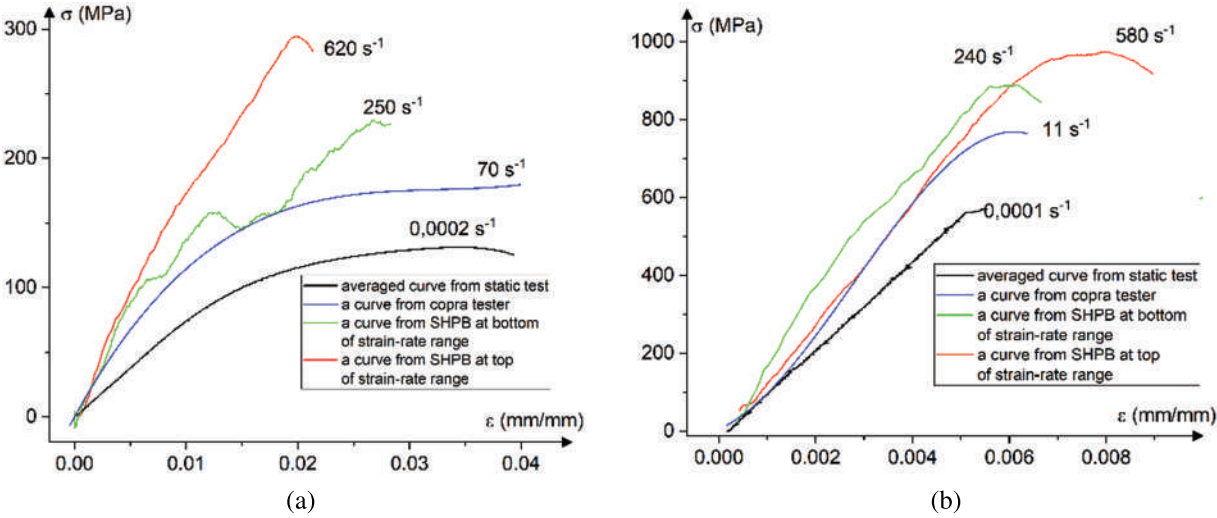 σ (MPa)
300
200
100
0
620 s⁻¹
250 s⁻¹
70 s⁻¹
0,0002 s⁻¹
averaged curve from static test
a curve from copra tester
a curve from SHPB at bottom
of strain-rate range
a curve from SHPB at top
of strain-rate range
ε (mm/mm)
0.00 0.01 0.02 0.03 0.04
(a)
σ (MPa)
1000
800
600
400
200
0
580 s⁻¹
240 s⁻¹
11 s⁻¹
0,0001 s⁻¹
averaged curve from static test
a curve from copra tester
a curve from SHPB at bottom
of strain-rate range
a curve from SHPB at top
of strain-rate range
ε (mm/mm)
0.000 0.002 0.004 0.006 0.008
(b)